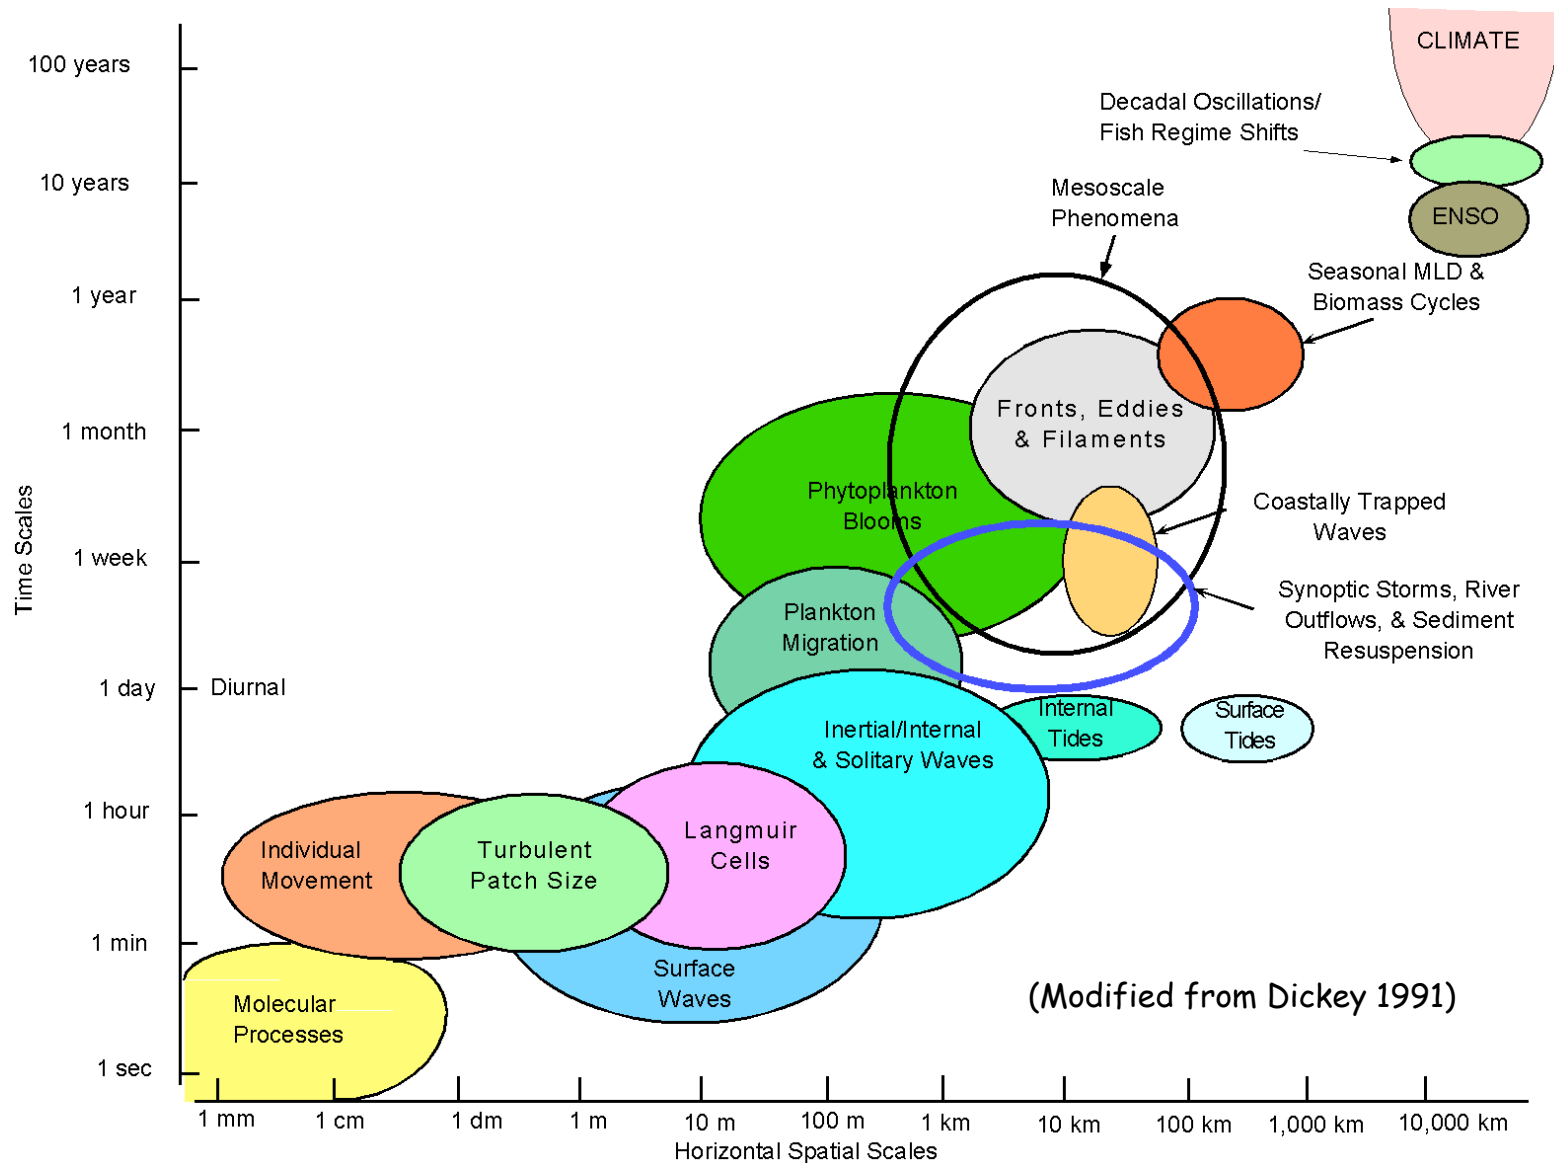 CLIMATE
100 years
Decadal Oscillations/
Fish Regime Shifts
10 years
Mesoscale
Phenomena
ENSO
Seasonal MLD &
Biomass Cycles
1 year
Fronts, Eddies
& Filaments
1 month
Phytoplankton
Blooms
Coastally Trapped
Waves
Time Scales
1 week
Synoptic Storms, River
Outflows, & Sediment
Resuspension
Plankton
Migration
1 day
Diurnal
Internal
Tides
Surface
Tides
Inertial/Internal
& Solitary Waves
1 hour
Langmuir
Cells
Individual
Movement
Turbulent
Patch Size
1 min
Surface
Waves
(Modified from Dickey 1991)
Molecular
Processes
1 sec
1 mm
1 cm
1 dm
1 m
10 m
100 m
1 km
10 km
100 km
1,000 km
10,000 km
Horizontal Spatial Scales